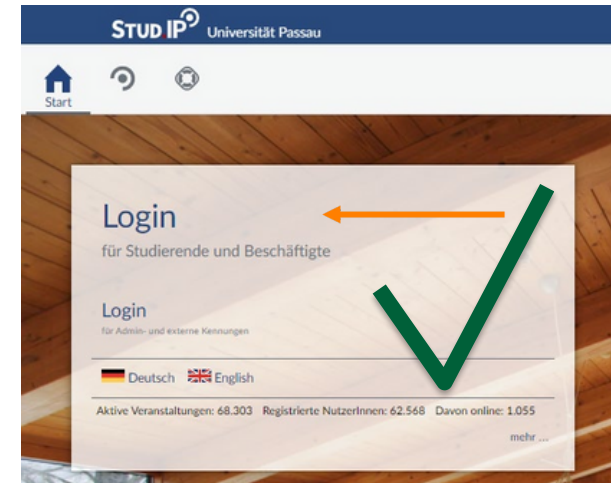 STUD.IP Universität Passau
Start
Login
für Studierende und Beschäftigte
Login
für Admin- und externe Kennungen
Deutsch English
Aktive Veranstaltungen: 68.303 Registrierte NutzerInnen: 62.568 Davon online: 1.055
mehr ...